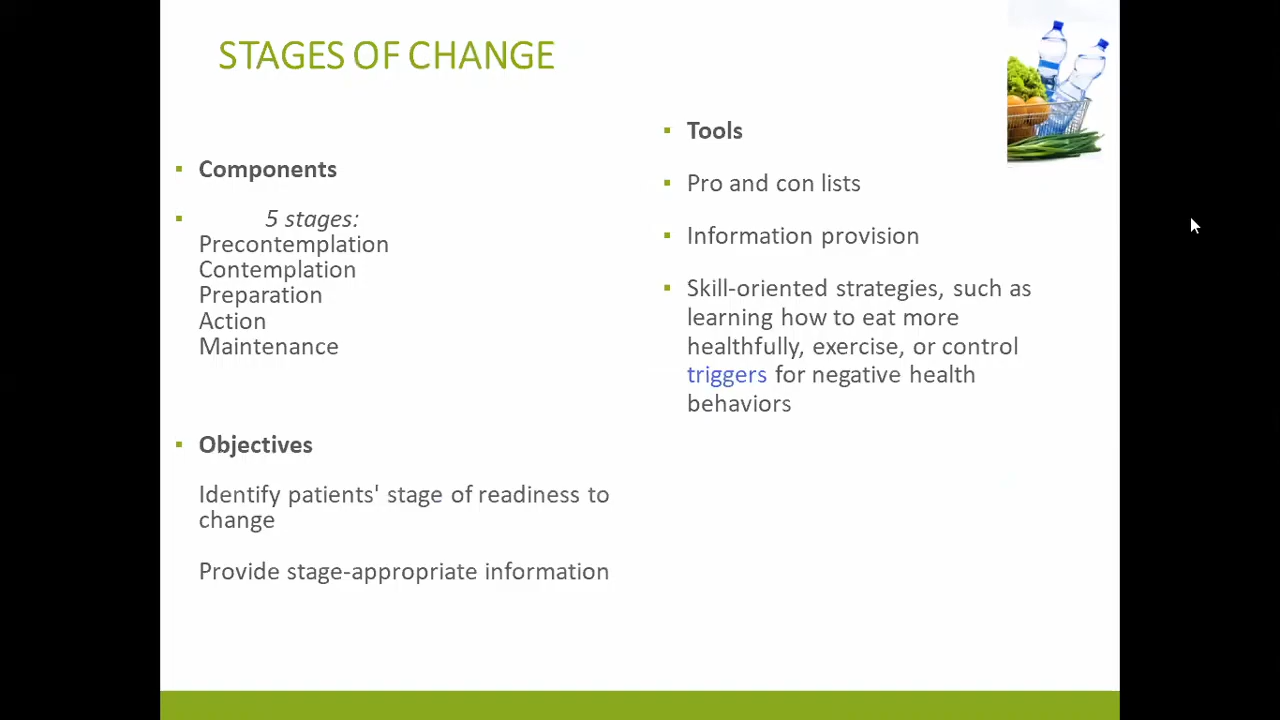 STAGES OF CHANGE
Components
5 stages:
Precontemplation
Contemplation
Preparation
Action
Maintenance
Objectives
Identify patients' stage of readiness to
change
Provide stage-appropriate information
Tools
Pro and con lists
Information provision
Skill-oriented strategies, such as
learning how to eat more
healthfully, exercise, or control
triggers for negative health
behaviors